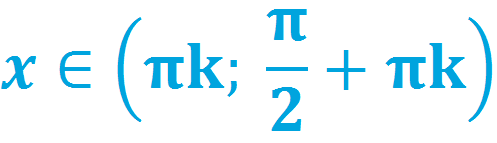 x ∈ (πk; π/2 + πk)